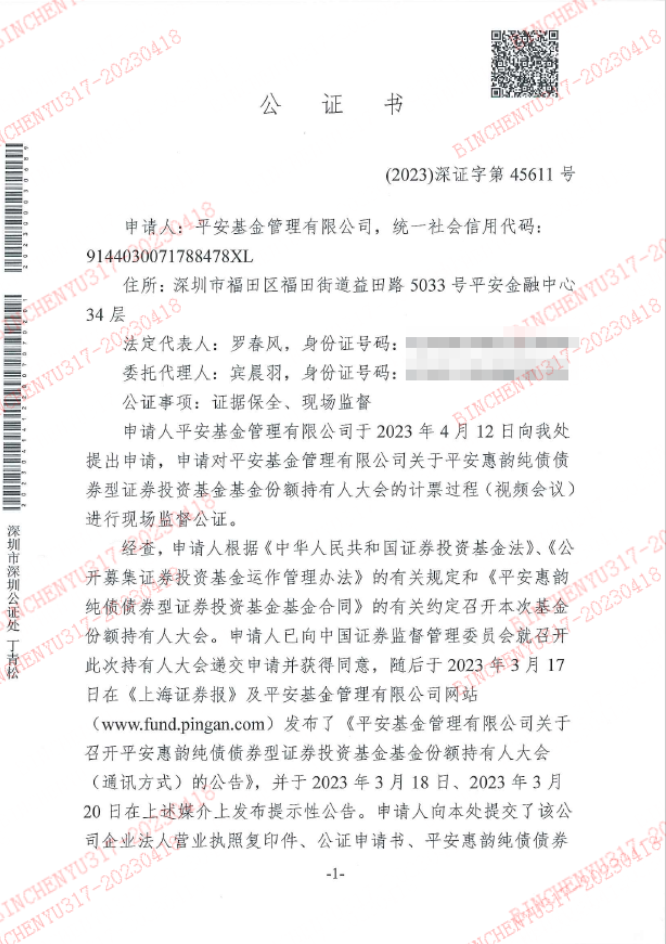 公 证 书
(2023)深证字第 45611 号
申请人：平安基金管理有限公司，统一社会信用代码：
9144030071788478XL
住所：深圳市福田区福田街道益田路 5033 号平安金融中心
34 层
法定代表人：罗春风，身份证号码：
委托代理人：宾晨羽，身份证号码：
公证事项：证据保全、现场监督
申请人平安基金管理有限公司于 2023 年 4 月 12 日向我处
提出申请，申请对平安基金管理有限公司关于平安惠韵纯债债
券型证券投资基金基金份额持有人大会的计票过程（视频会议）
进行现场监督公证。
经查，申请人根据《中华人民共和国证券投资基金法》、《公
开募集证券投资基金运作管理办法》的有关规定和《平安惠韵
纯债债券型证券投资基金基金合同》的有关约定召开本次基金
份额持有人大会。申请人已向中国证券监督管理委员会就召开
此次持有人大会递交申请并获得同意，随后于 2023 年 3 月 17
日在《上海证券报》及平安基金管理有限公司网站
（www.fund.pingan.com）发布了《平安基金管理有限公司关于
召开平安惠韵纯债债券型证券投资基金基金份额持有人大会
（通讯方式）的公告》，并于 2023 年 3 月 18 日、2023 年 3 月
20 日在上述媒介上发布提示性公告。申请人向本处提交了该公
司企业法人营业执照复印件、公证申请书、平安惠韵纯债债券
-1-
深圳市深圳公证处 丁青松
BINCHENYU317-20230418